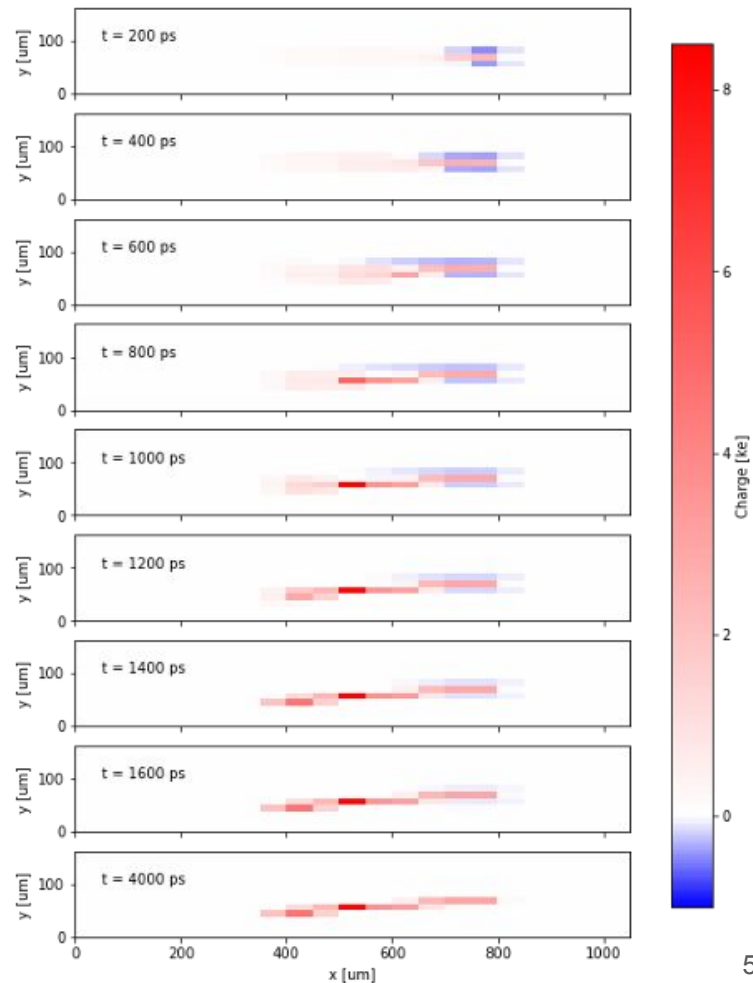 t = 200 ps
y [um]
100
0
t = 400 ps
y [um]
100
0
t = 600 ps
y [um]
100
0
t = 800 ps
y [um]
100
0
t = 1000 ps
y [um]
100
0
t = 1200 ps
y [um]
100
0
t = 1400 ps
y [um]
100
0
t = 1600 ps
y [um]
100
0
t = 4000 ps
y [um]
100
0
0 200 400 600 800 1000
x [um]
8
6
4
2
0
Charge [ke]
5